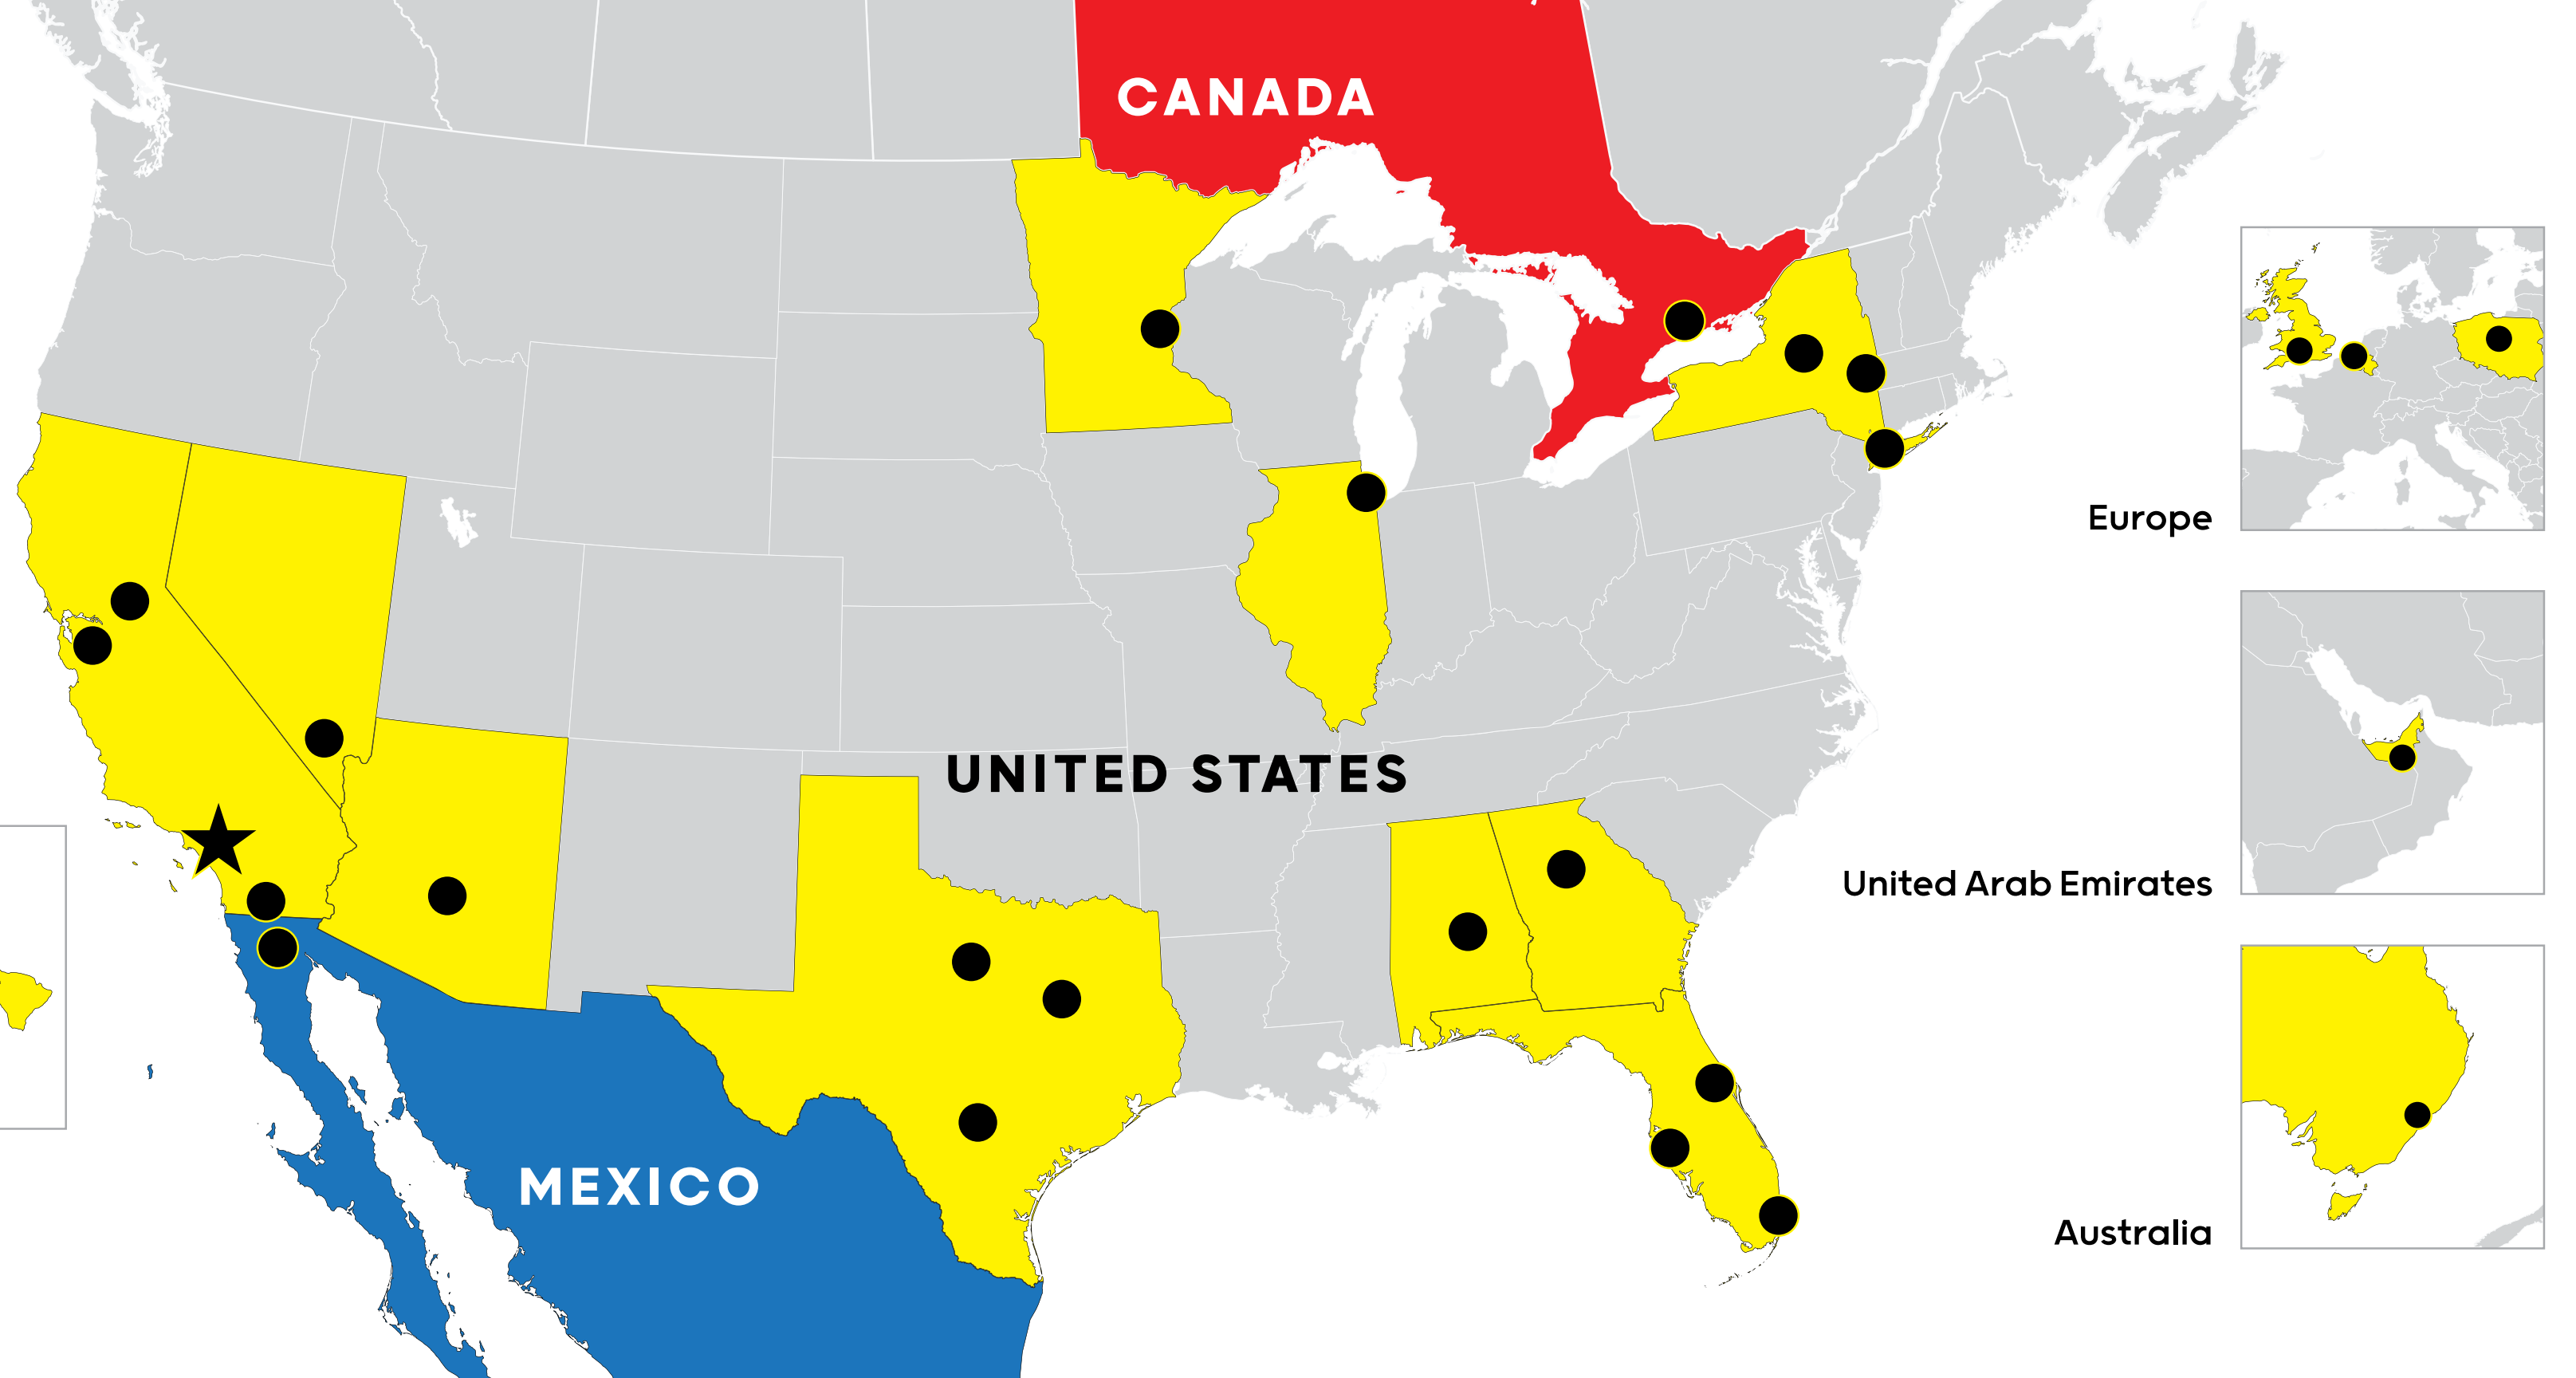 CANADA
Europe
UNITED STATES
United Arab Emirates
MEXICO
Australia